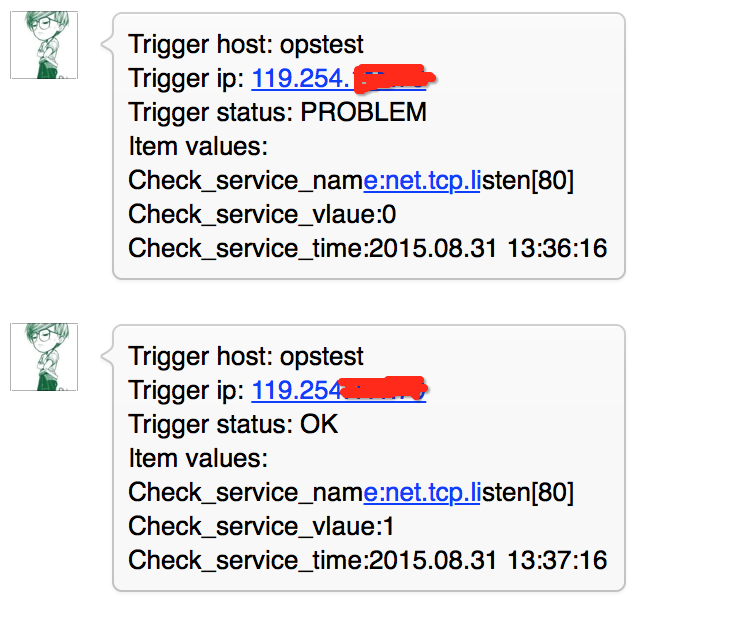 Trigger host: opstest
Trigger ip: 119.254.
Trigger status: PROBLEM
Item values:
Check_service_name:net.tcp.listen[80]
Check_service_vlaue:0
Check_service_time:2015.08.31 13:36:16
Trigger host: opstest
Trigger ip: 119.254
Trigger status: OK
Item values:
Check_service_name:net.tcp.listen[80]
Check_service_vlaue:1
Check_service_time:2015.08.31 13:37:16